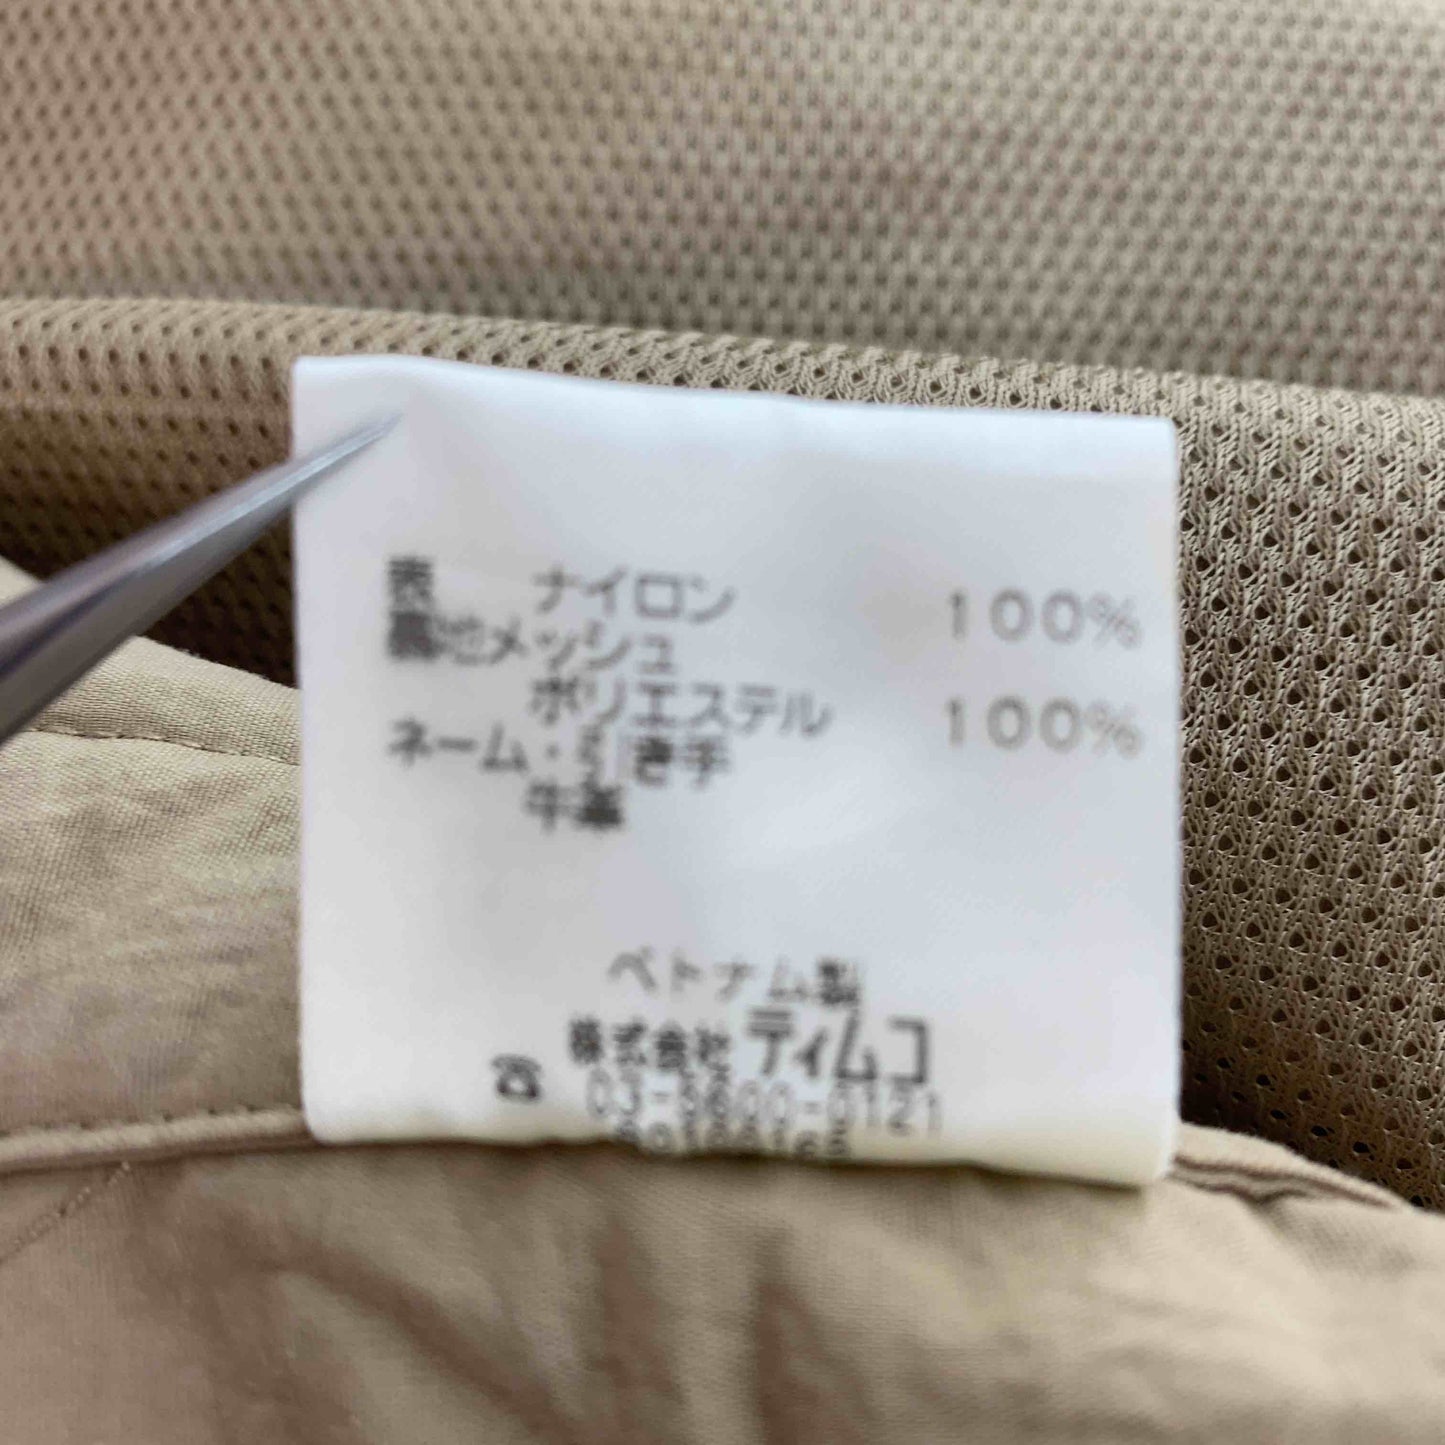 表 ナイロン 100%
裏地メッシュ
ポリエステル 100%
ネーム・引き手
牛革
ベトナム製
株式会社ティムコ
03-5600-0121